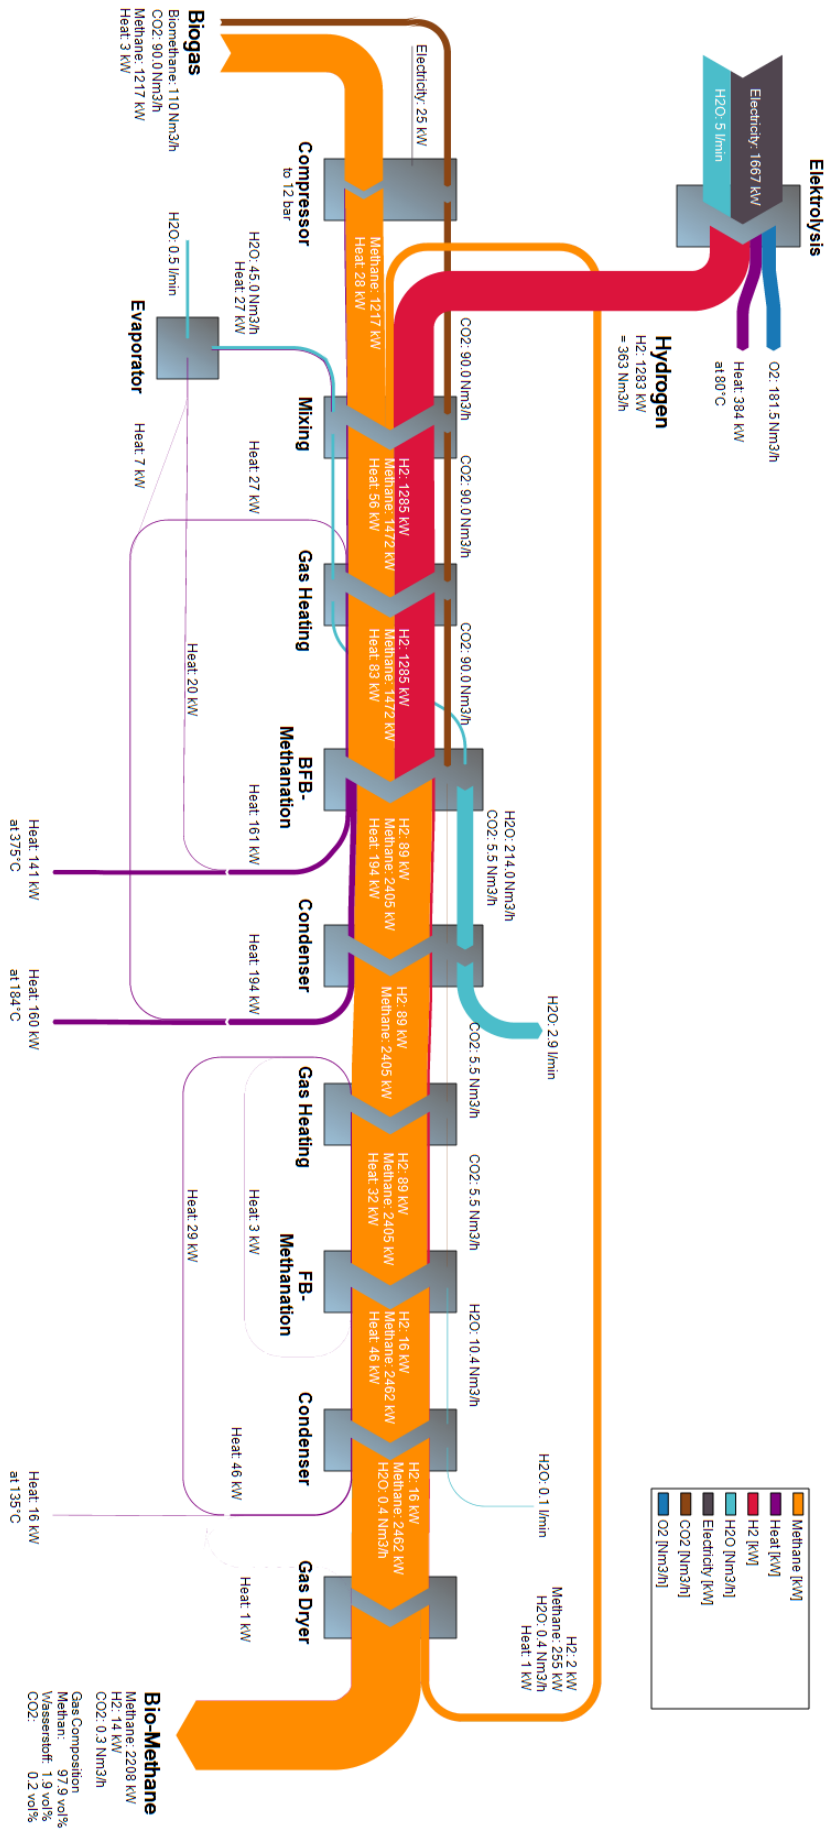 Elektrolysis
Electricity: 1667 kW
H2O: 5 l/min
O2: 181.5 Nm3/h
Heat: 384 kW
at 80°C
Hydrogen
H2: 1283 kW
= 363 Nm3/h
Biogas
Biomethane: 110 Nm3/h
CO2: 90.0 Nm3/h
Methane: 1217 kW
Heat: 3 kW
Electricity: 25 kW
Compressor
to 12 bar
Methane: 1217 kW
Heat: 28 kW
CO2: 90.0 Nm3/h
H2O: 0.5 l/min
H2O: 45.0 Nm3/h
Heat: 27 kW
Evaporator
Heat: 7 kW
Mixing
CO2: 90.0 Nm3/h
H2: 1285 kW
Methane: 1472 kW
Heat: 56 kW
Heat: 27 kW
Gas Heating
CO2: 90.0 Nm3/h
H2: 1285 kW
Methane: 1472 kW
Heat: 83 kW
Heat: 20 kW
BFB-
Methanation
H2O: 214.0 Nm3/h
CO2: 5.5 Nm3/h
H2: 89 kW
Methane: 2405 kW
Heat: 194 kW
Heat: 161 kW
Heat: 141 kW
at 375°C
Condenser
H2O: 2.9 l/min
CO2: 5.5 Nm3/h
H2: 89 kW
Methane: 2405 kW
Heat: 194 kW
Heat: 160 kW
at 184°C
Gas Heating
CO2: 5.5 Nm3/h
H2: 89 kW
Methane: 2405 kW
Heat: 32 kW
Heat: 3 kW
Heat: 29 kW
FB-
Methanation
H2O: 10.4 Nm3/h
H2: 16 kW
Methane: 2462 kW
Heat: 46 kW
Condenser
H2O: 0.1 l/min
H2: 16 kW
Methane: 2462 kW
H2O: 0.4 Nm3/h
Heat: 46 kW
Heat: 16 kW
at 135°C
Gas Dryer
Heat: 1 kW
H2: 2 kW
Methane: 255 kW
H2O: 0.4 Nm3/h
Heat: 1 kW
Bio-Methane
Methane: 2208 kW
H2: 14 kW
CO2: 0.3 Nm3/h
Gas Composition
Methan: 97.9 vol%
Wasserstoff: 1.9 vol%
CO2: 0.2 vol%
Methane [kW]
Heat [kW]
H2 [kW]
H2O [Nm3/h]
Electricity [kW]
CO2 [Nm3/h]
O2 [Nm3/h]